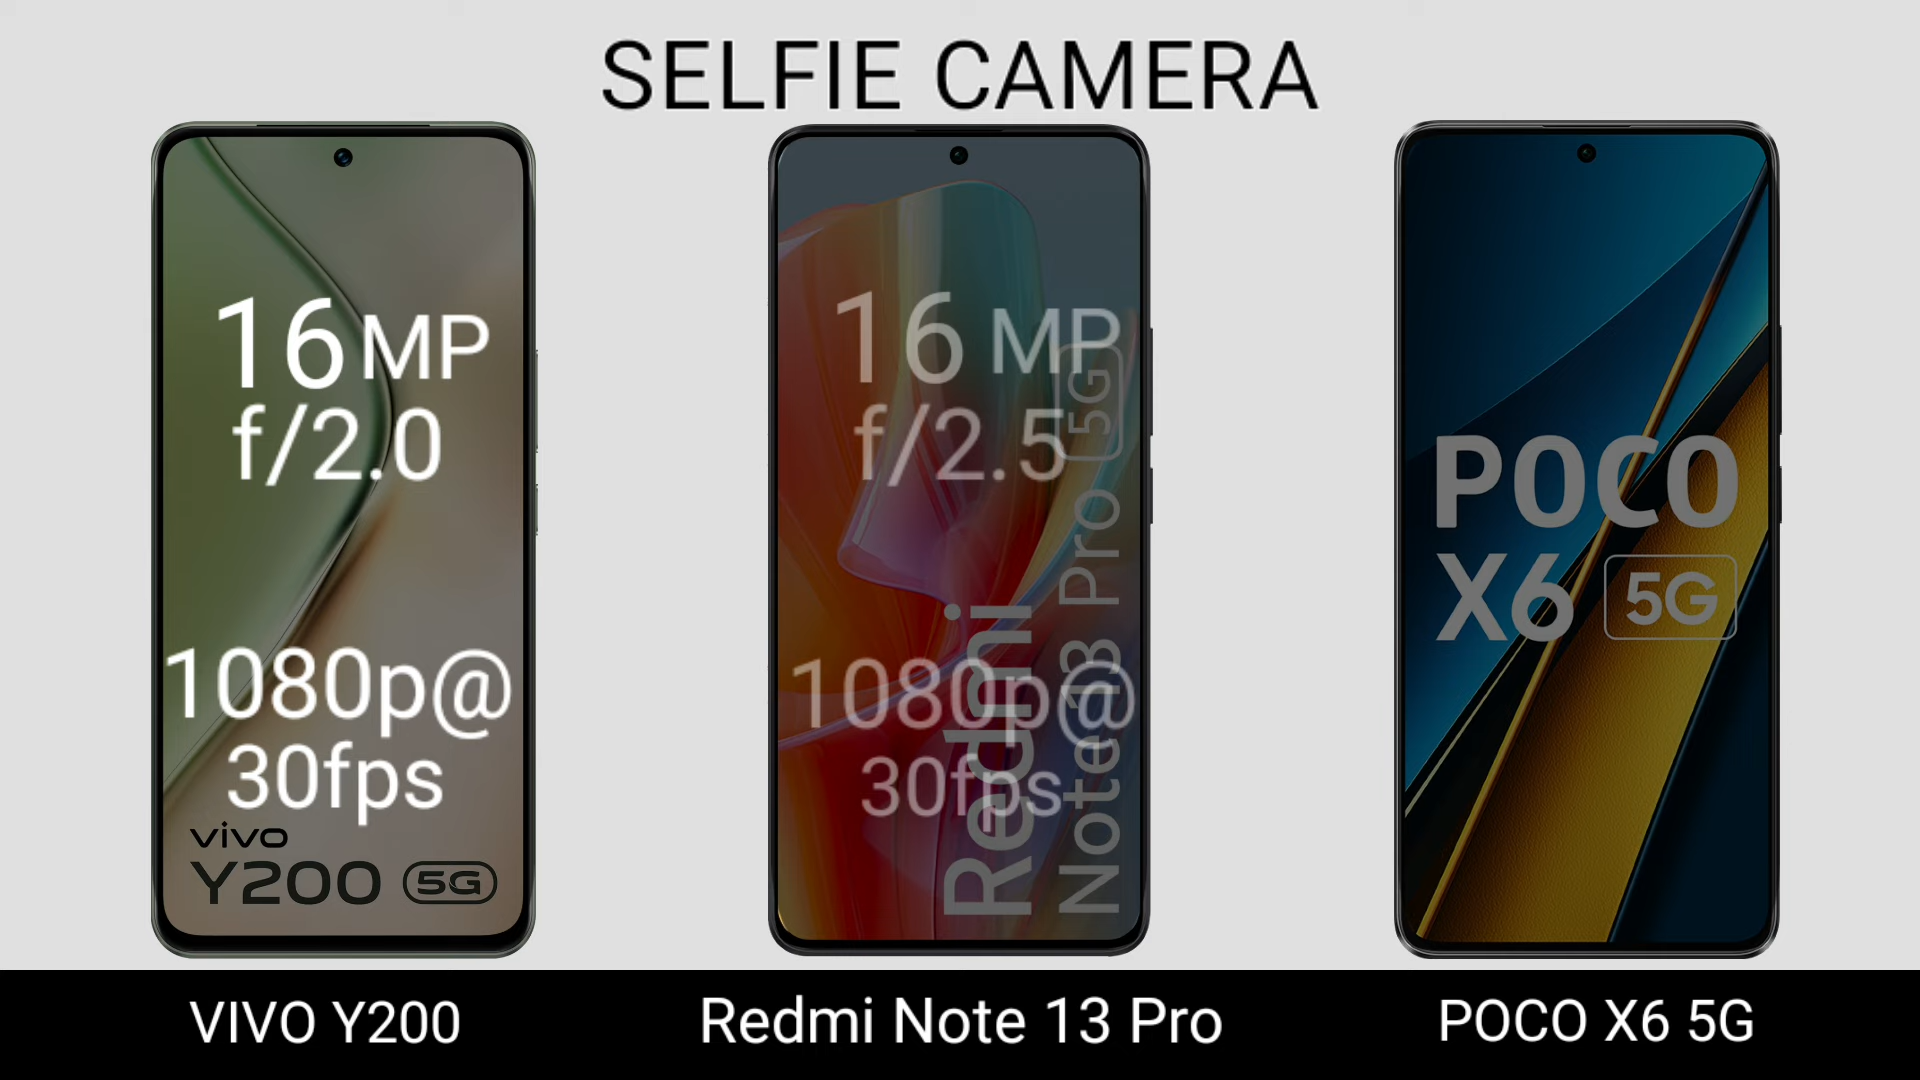 SELFIE CAMERA
16 MP
f/2.0
1080p@
30fps
vivo
Y200 5G
16 MP
f/2.5
1080p@
30fps
Redmi
Note 13 Pro 5G
POCO
X6 5G
VIVO Y200
Redmi Note 13 Pro
POCO X6 5G